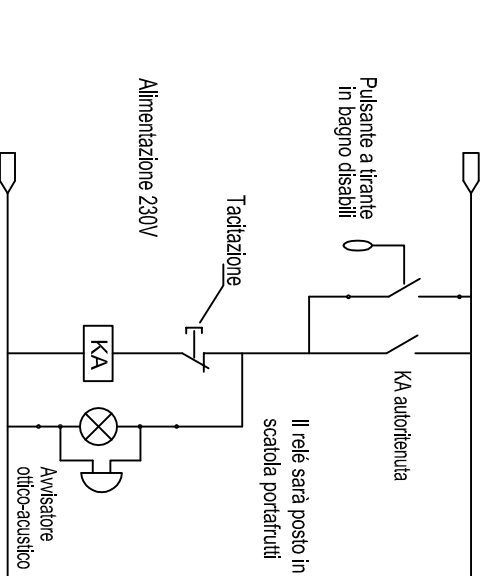 Pulsante a tirante
in bagno disabili
KA autoritenuta
Il relé sarà posto in
scatola portafrutti
Tacitazione
Alimentazione 230V
KA
Avvisatore
ottico-acustico